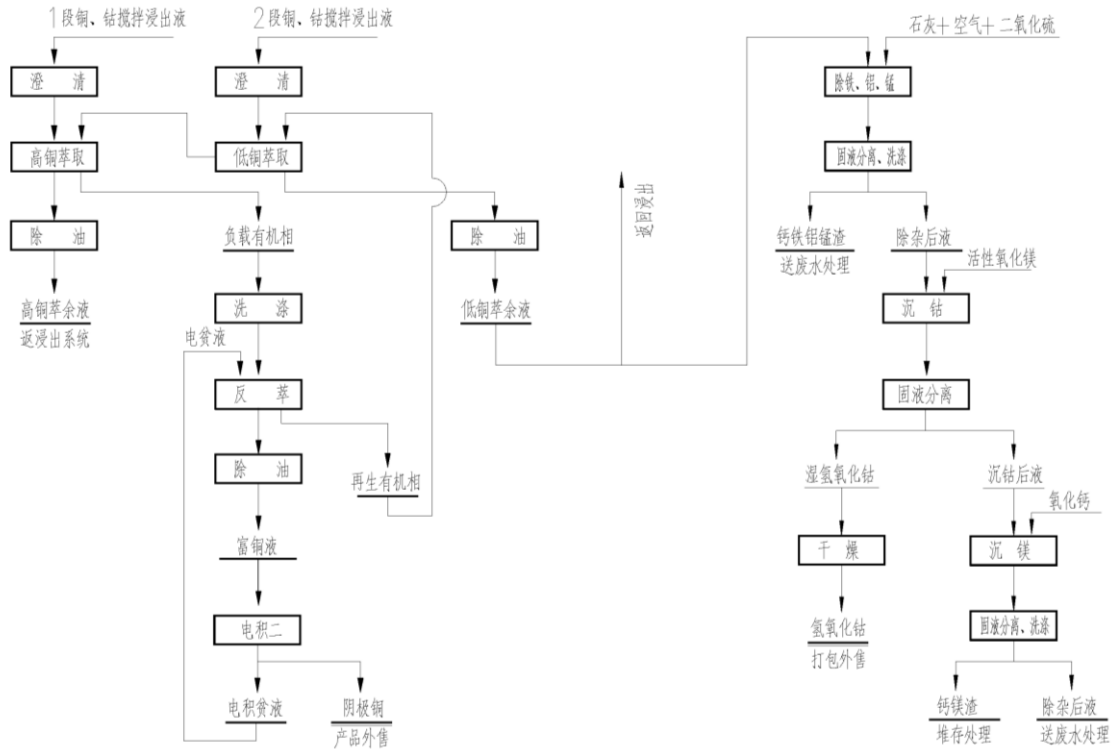 1段铜、钴搅拌浸出液
2段铜、钴搅拌浸出液
石灰+空气+二氧化硫
澄 清
澄 清
除铁、铝、锰
高铜萃取
低铜萃取
固液分离、洗涤
返回浸出
除 油
负载有机相
除 油
钙铁铝锰渣
送废水处理
除杂后液
活性氧化镁
高铜萃余液
返浸出系统
洗 涤
低铜萃余液
沉 钴
电贫液
反 萃
固液分离
除 油
再生有机相
湿氢氧化钴
沉钴后液
氧化钙
富铜液
干 燥
沉 镁
电积二
氢氧化钴
打包外售
固液分离、洗涤
电积贫液
阴极铜
产品外售
钙镁渣
堆存处理
除杂后液
送废水处理